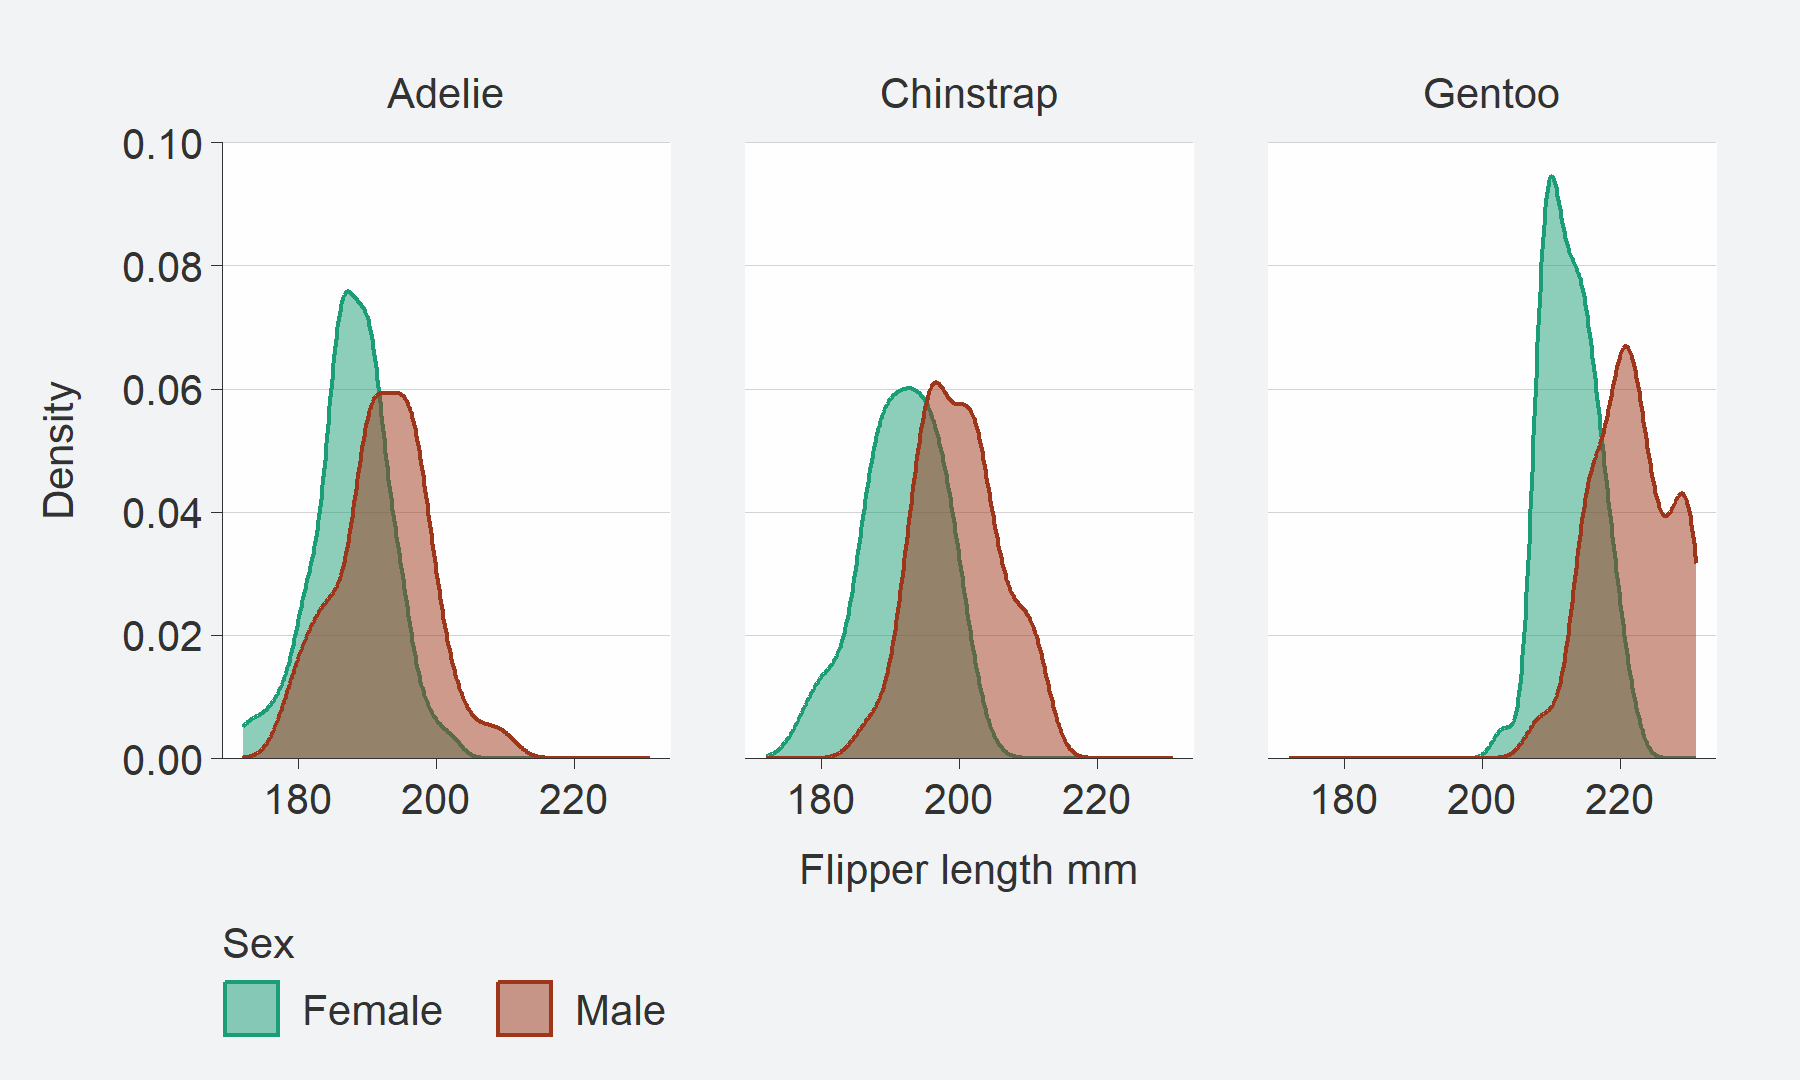 Adelie Chinstrap Gentoo
0.10
0.08
0.06
0.04
0.02
0.00
Density
180 200 220 180 200 220 180 200 220
Flipper length mm
Sex
Female Male